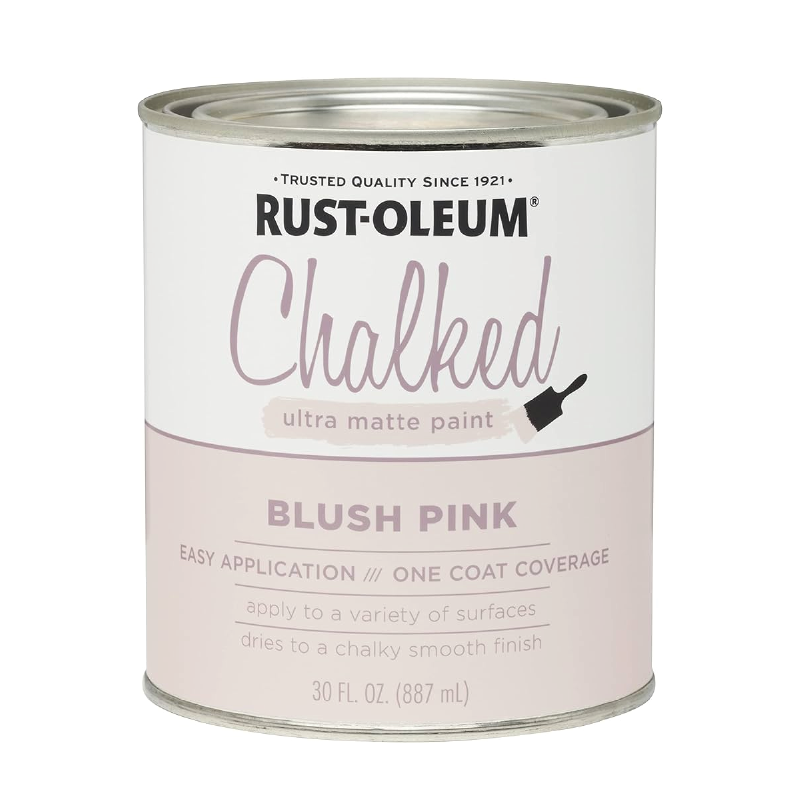 •TRUSTED QUALITY SINCE 1921•
RUST-OLEUM®
Chalked
ultra matte paint
BLUSH PINK
EASY APPLICATION /// ONE COAT COVERAGE
apply to a variety of surfaces
dries to a chalky smooth finish
30 FL. OZ. (887 mL)